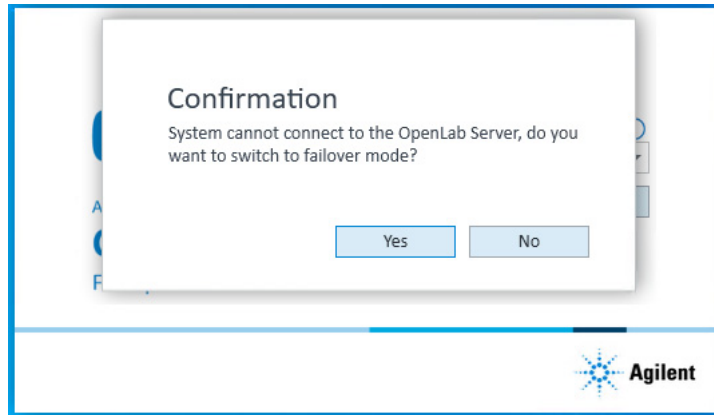 Confirmation
System cannot connect to the OpenLab Server, do you
want to switch to failover mode?
Yes
No
Agilent